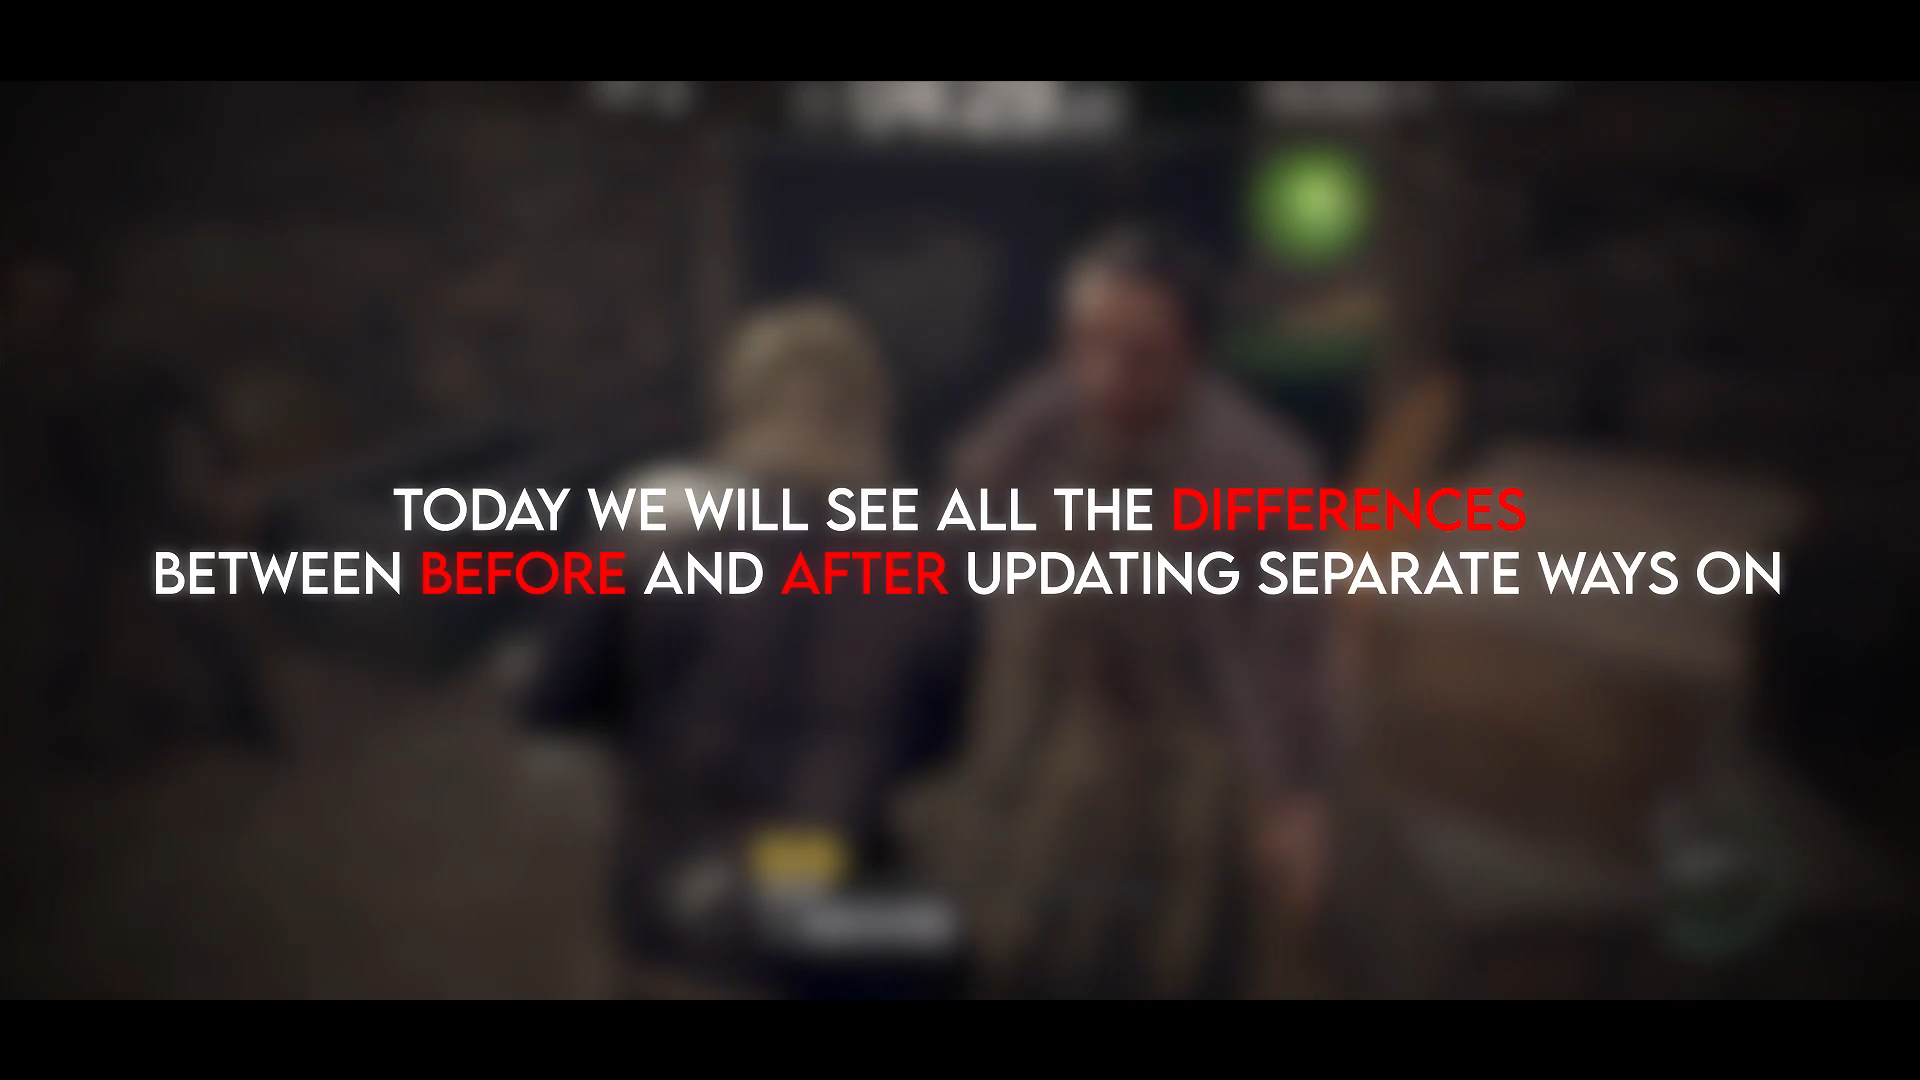 TODAY WE WILL SEE ALL THE DIFFERENCES
BETWEEN BEFORE AND AFTER UPDATING SEPARATE WAYS ON